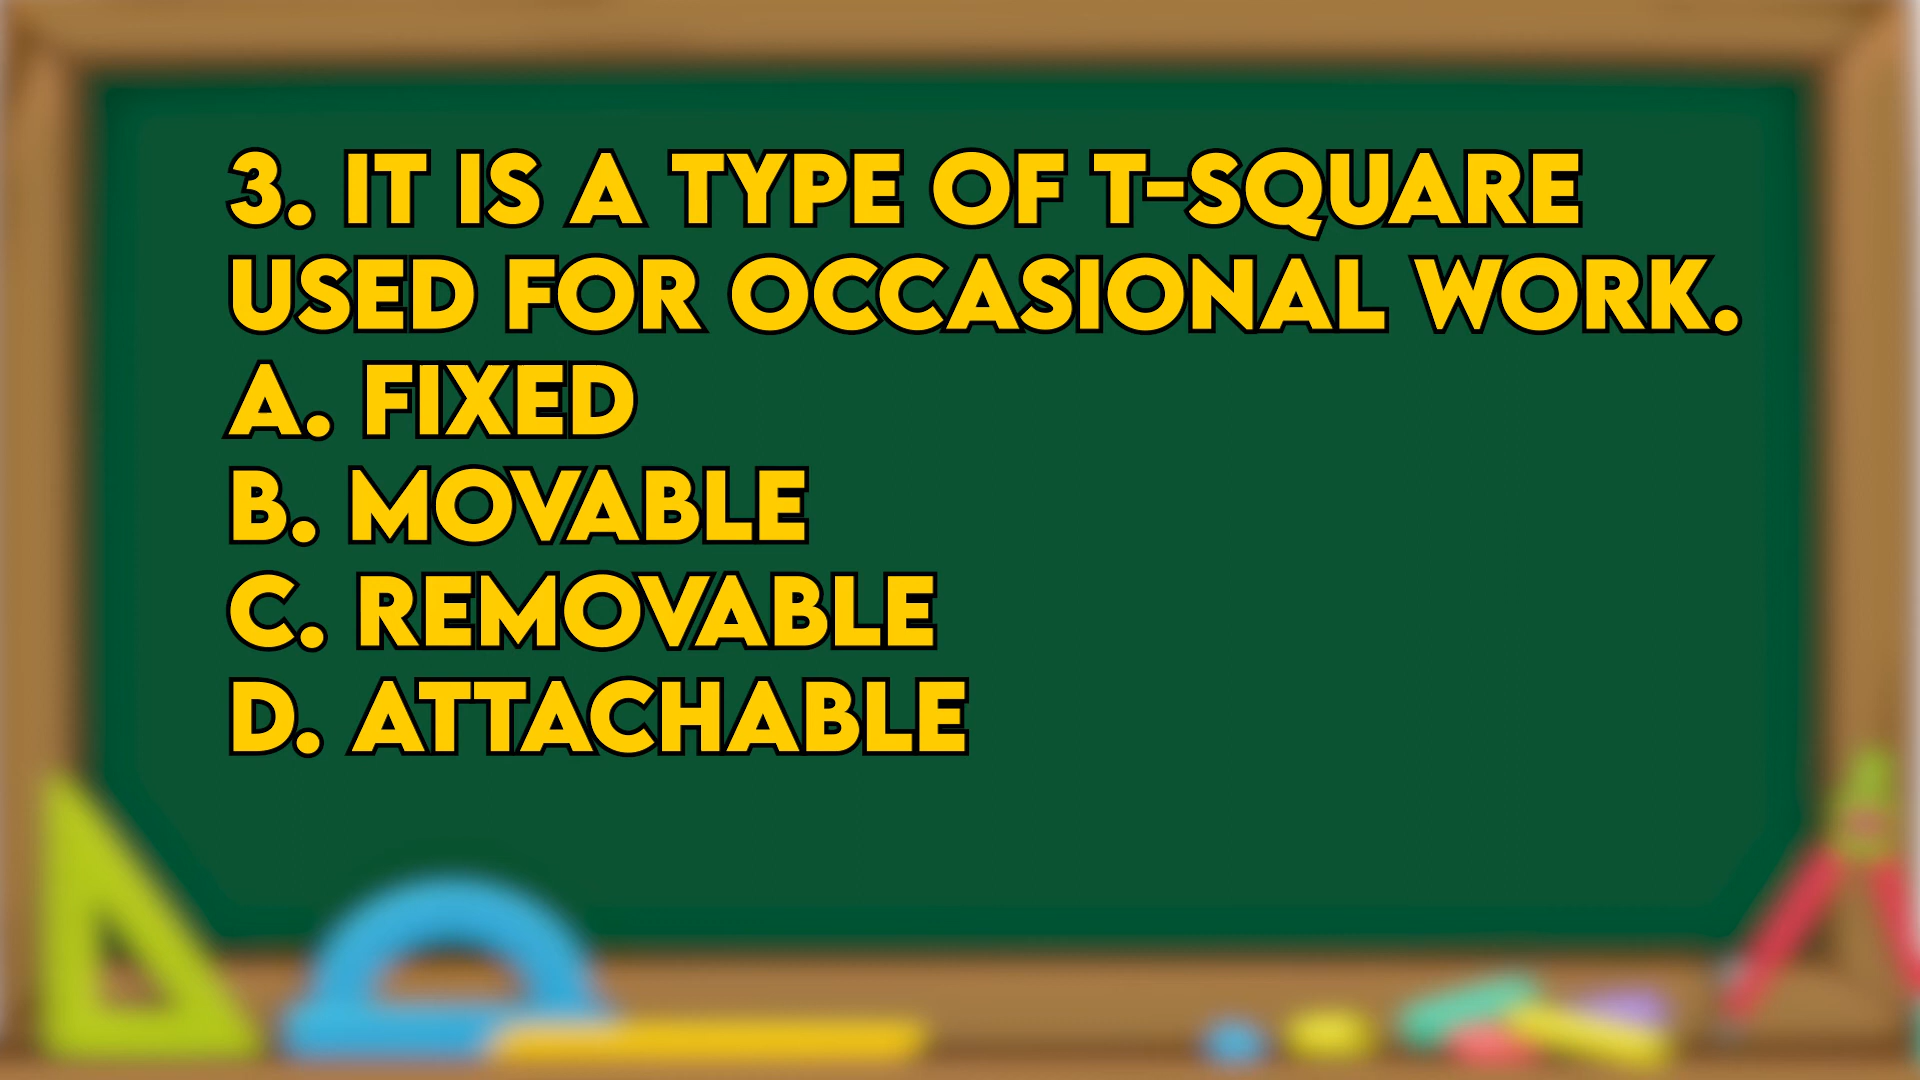 3. IT IS A TYPE OF T-SQUARE
USED FOR OCCASIONAL WORK.
A. FIXED
B. MOVABLE
C. REMOVABLE
D. ATTACHABLE